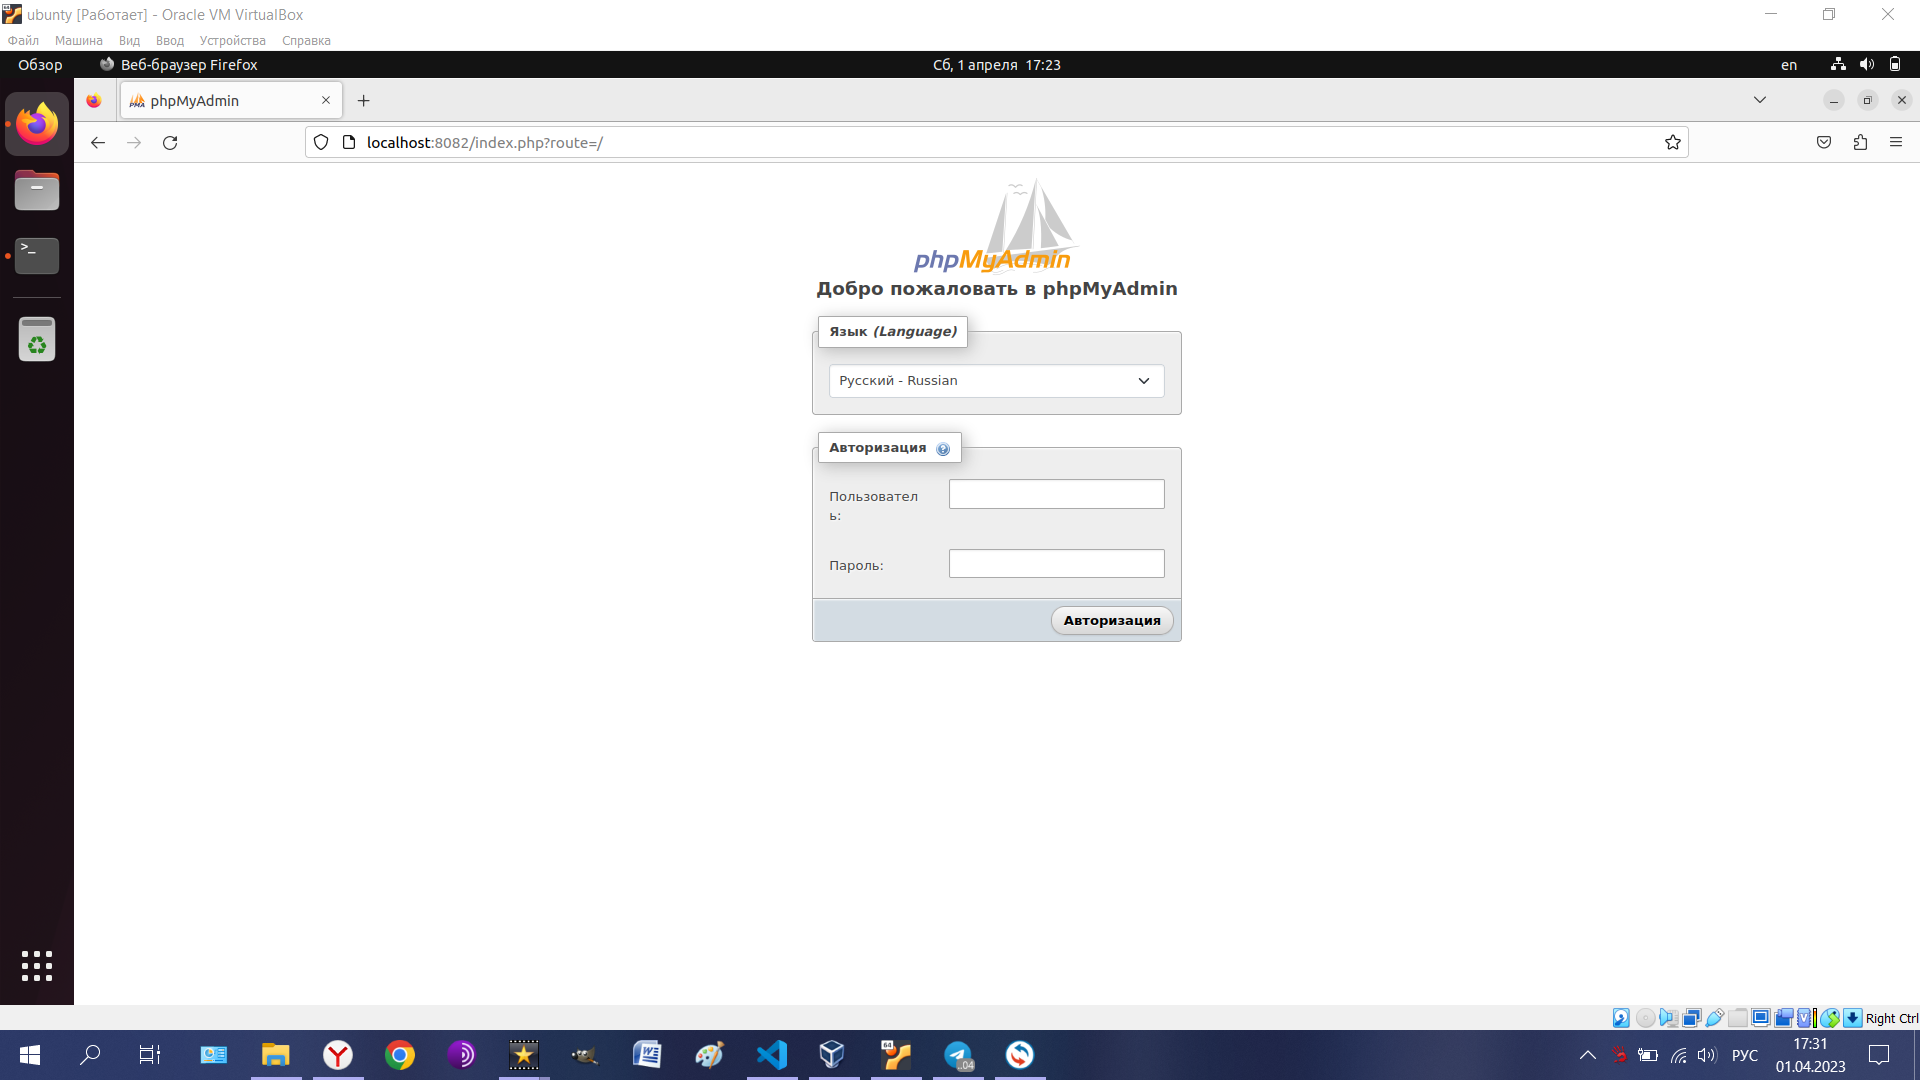 ubunty [Работает] - Oracle VM VirtualBox
Файл Машина Вид Ввод Устройства Справка
Обзор Веб-браузер Firefox Сб, 1 апреля 17:23 en
phpMyAdmin
localhost:8082/index.php?route=/
phpMyAdmin
Добро пожаловать в phpMyAdmin
Язык (Language)
Русский - Russian
Авторизация
Пользовател
ь:
Пароль:
Авторизация
Right Ctrl
РУС
17:31
01.04.2023